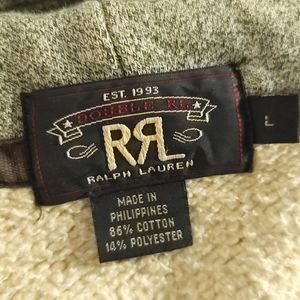 EST. 1993
DOUBLE RL
RRL
RALPH LAUREN
L
MADE IN
PHILIPPINES
86% COTTON
14% POLYESTER